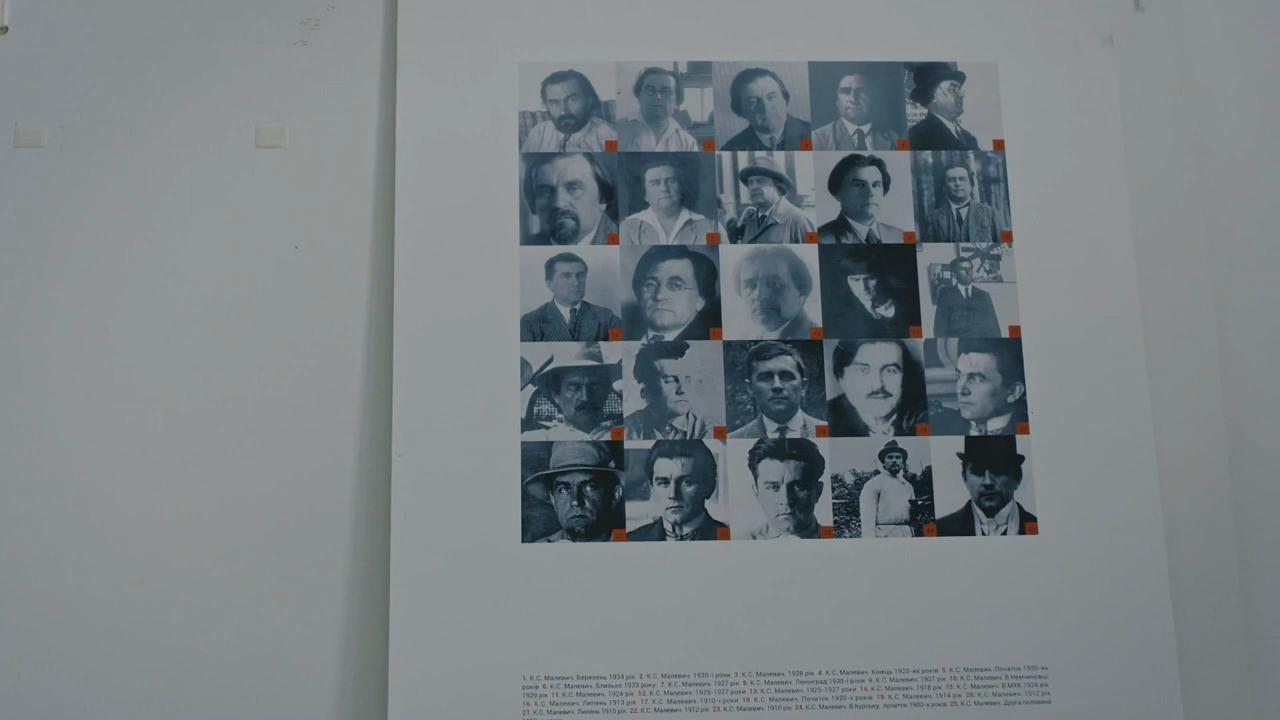 1. К.С. Малевич. Березень 1934 рік 2. К.С. Малевич. 1930-і роки 3. К.С. Малевич. 1928 рік 4. К.С. Малевич. Кінець 1920-их років 5. К.С. Малевич. Початок 1930-их
років 6. К.С. Малевич. Близько 1933 року 7. К.С. Малевич. 1927 рік 8. К.С. Малевич. Ленінград 1930-і роки 9. К.С. Малевич. 1927 рік 10. К.С. Малевич. В Немчиновці.
1929 рік 11. К.С. Малевич. 1924 рік 12. К.С. Малевич. 1925-1927 роки 13. К.С. Малевич. 1925-1927 роки 14. К.С. Малевич. 1918 рік 15. К.С. Малевич. В МХК 1924 рік
16. К.С. Малевич. Липень 1913 рік 17. К.С. Малевич. 1910-і роки 18. К.С. Малевич. Початок 1920-х років 19. К.С. Малевич. 1914 рік 20. К.С. Малевич. 1912 рік
21. К.С. Малевич. Липень 1910 рік 22. К.С. Малевич. 1912 рік 23. К.С. Малевич. 1910 рік 24. К.С. Малевич. В Курську, початок 1900-х років 25. К.С. Малевич. Друга половина